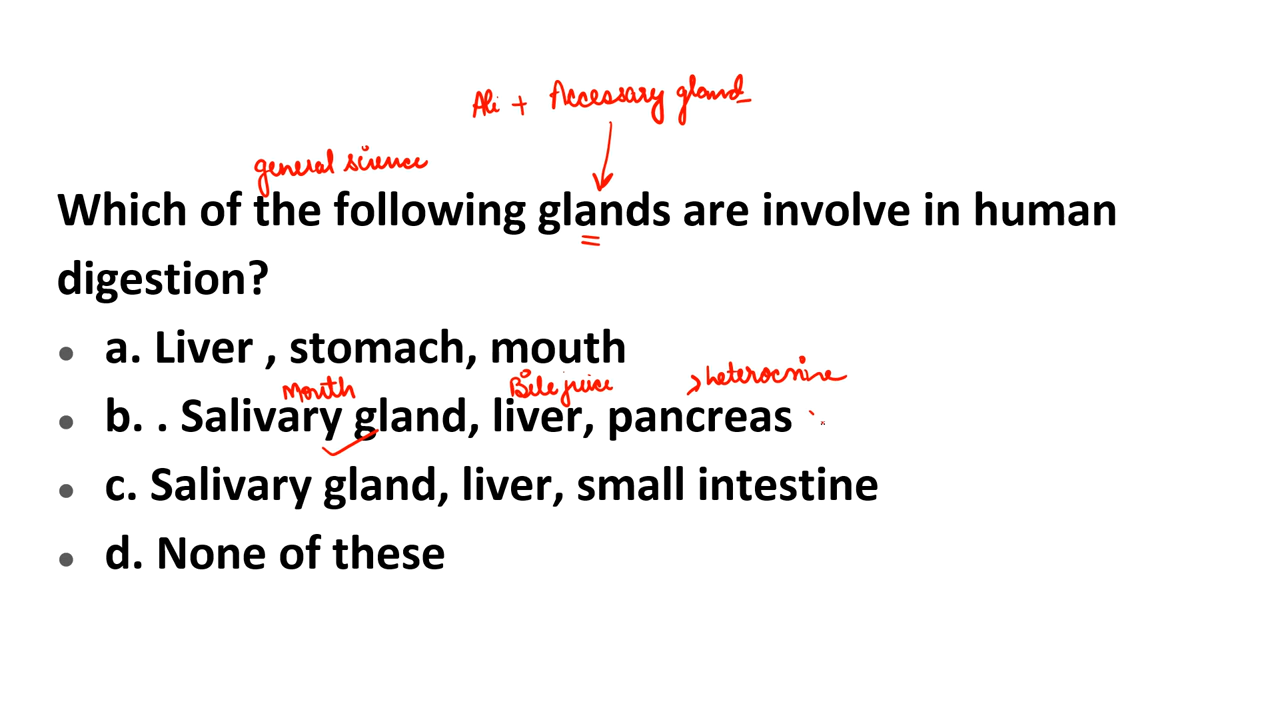 Ali + Accessary gland
general science
Which of the following glands are involve in human
digestion?
a. Liver , stomach, mouth
Mouth Bile juice heterocrine
b. . Salivary gland, liver, pancreas
c. Salivary gland, liver, small intestine
d. None of these